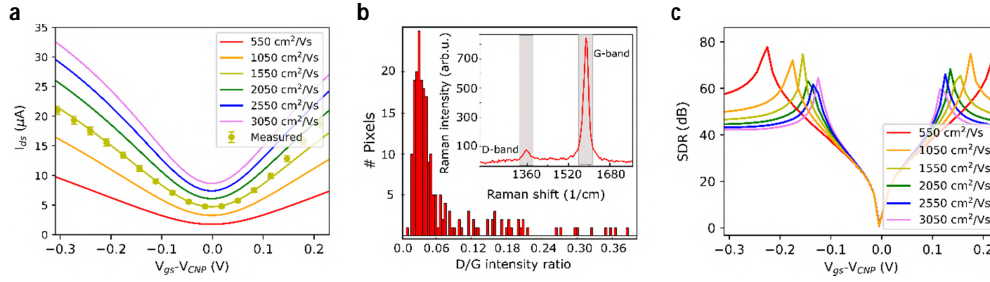 a
35
30
25
20
15
10
5
0
I_ds (μA)
−0.3 −0.2 −0.1 0.0 0.1 0.2
V_gs-V_CNP (V)
550 cm²/Vs
1050 cm²/Vs
1550 cm²/Vs
2050 cm²/Vs
2550 cm²/Vs
3050 cm²/Vs
Measured
b
20
15
10
5
0
# Pixels
0.0 0.06 0.12 0.18 0.24 0.30 0.36
D/G intensity ratio
700
600
500
400
300
200
100
Raman intensity (arb.u.)
G-band
D-band
1360 1520 1680
Raman shift (1/cm)
c
80
60
40
20
0
SDR (dB)
−0.3 −0.2 −0.1 0.0 0.1 0.2
V_gs-V_CNP (V)
550 cm²/Vs
1050 cm²/Vs
1550 cm²/Vs
2050 cm²/Vs
2550 cm²/Vs
3050 cm²/Vs